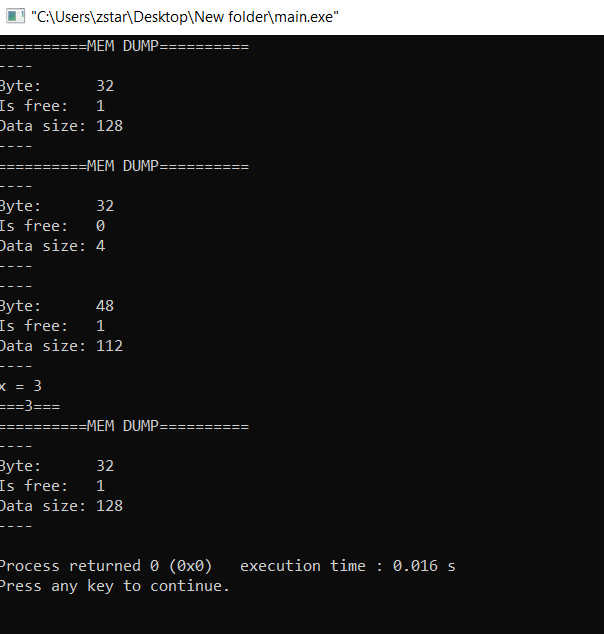 "C:\Users\zstar\Desktop\New folder\main.exe"
==========MEM DUMP==========
----
Byte:      32
Is free:   1
Data size: 128
----
==========MEM DUMP==========
----
Byte:      32
Is free:   0
Data size: 4
----
----
Byte:      48
Is free:   1
Data size: 112
----
x = 3
===3===
==========MEM DUMP==========
----
Byte:      32
Is free:   1
Data size: 128
----
Process returned 0 (0x0)   execution time : 0.016 s
Press any key to continue.